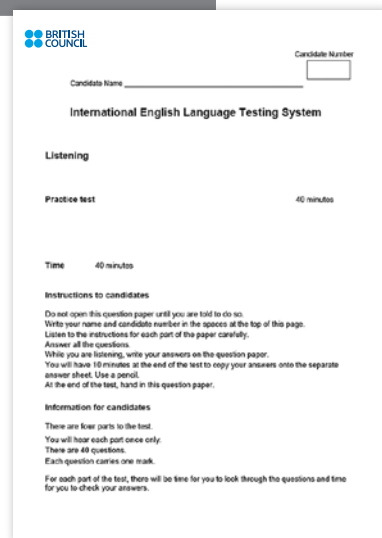 BRITISH
COUNCIL
Candidate Number
Candidate Name
International English Language Testing System
Listening
Practice test 40 minutes
Time 40 minutes
Instructions to candidates
Do not open this question paper until you are told to do so.
Write your name and candidate number in the spaces at the top of this page.
Listen to the instructions for each part of the paper carefully.
Answer all the questions.
While you are listening, write your answers on the question paper.
You will have 10 minutes at the end of the test to copy your answers onto the separate
answer sheet. Use a pencil.
At the end of the test, hand in this question paper.
Information for candidates
There are four parts to the test.
You will hear each part once only.
There are 40 questions.
Each question carries one mark.
For each part of the test, there will be time for you to look through the questions and time
for you to check your answers.